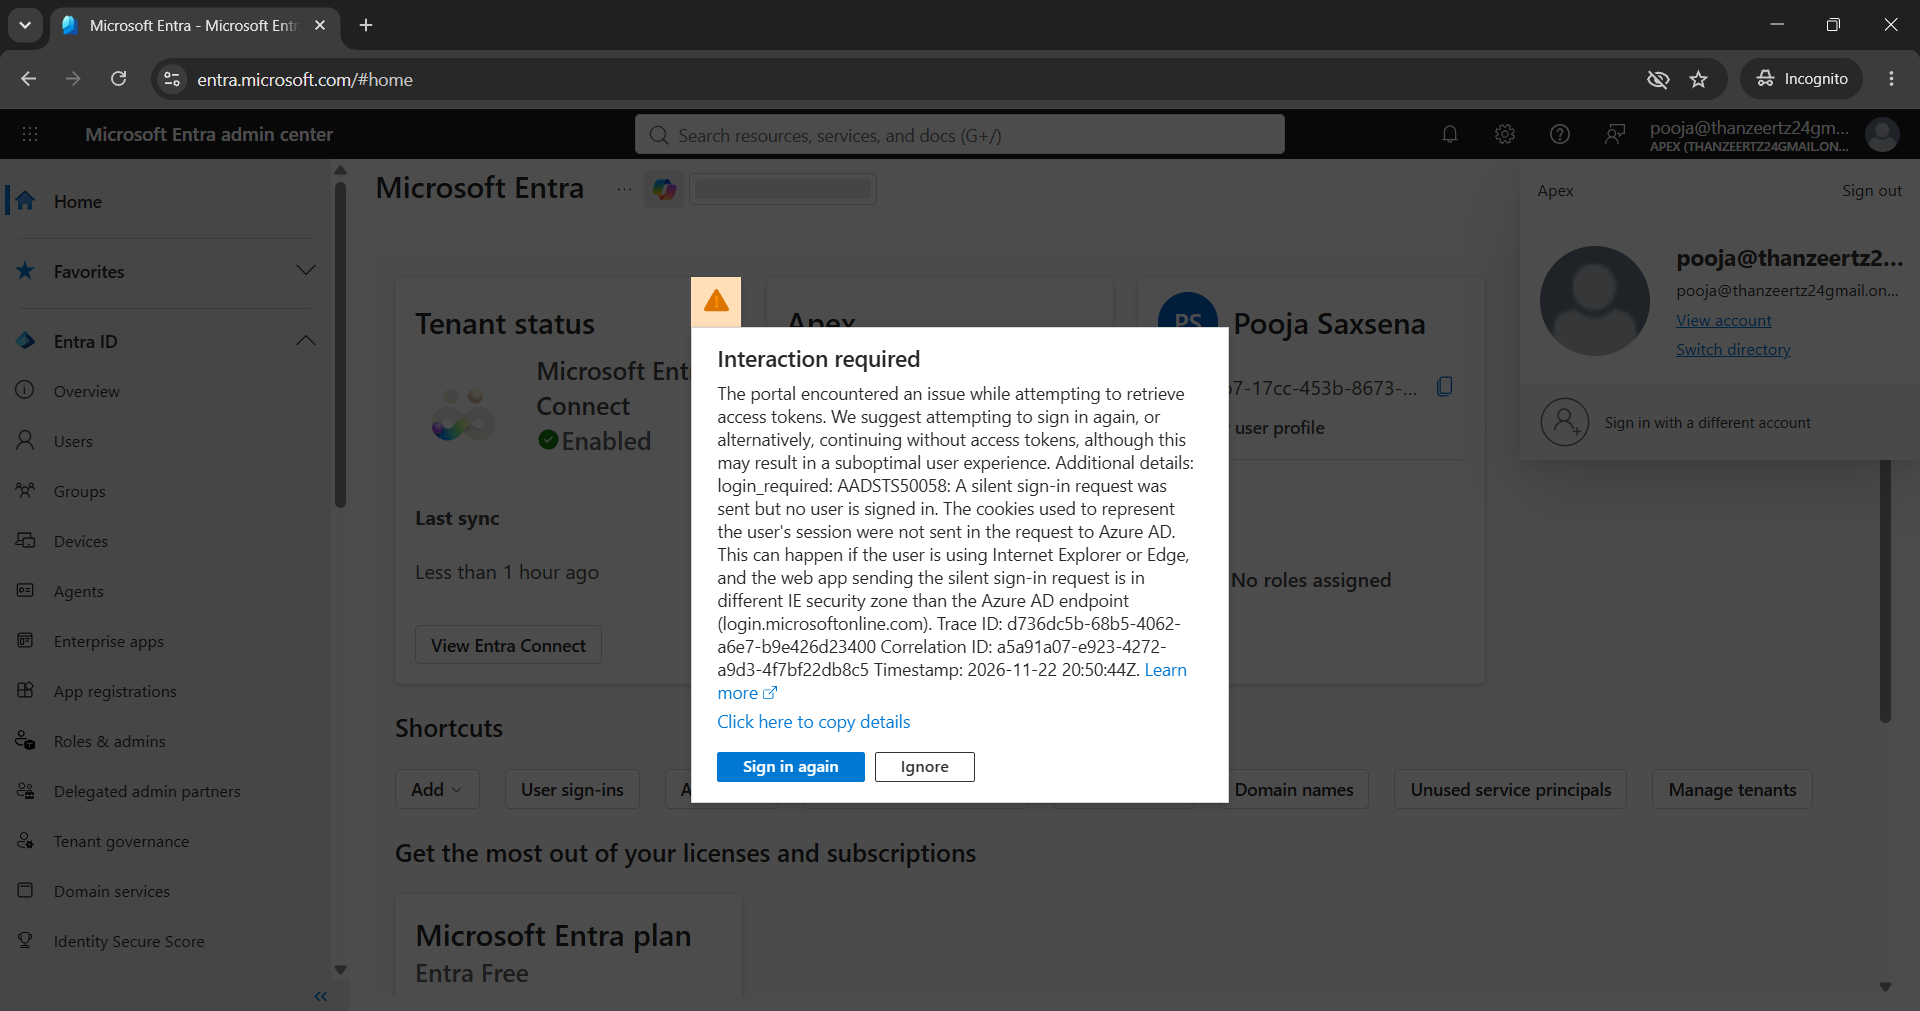 Microsoft Entra - Microsoft Entr
entra.microsoft.com/#home
Incognito
Microsoft Entra admin center
Search resources, services, and docs (G+/)
pooja@thanzeertz24gm...
APEX (THANZEERTZ24GMAIL.ON...
Home
Favorites
Entra ID
Overview
Users
Groups
Devices
Agents
Enterprise apps
App registrations
Roles & admins
Delegated admin partners
Tenant governance
Domain services
Identity Secure Score
Microsoft Entra
...
Tenant status
Microsoft Ent
Connect
Enabled
Last sync
Less than 1 hour ago
View Entra Connect
Apex
PS
Pooja Saxsena
7-17cc-453b-8673-...
user profile
No roles assigned
Interaction required
The portal encountered an issue while attempting to retrieve
access tokens. We suggest attempting to sign in again, or
alternatively, continuing without access tokens, although this
may result in a suboptimal user experience. Additional details:
login_required: AADSTS50058: A silent sign-in request was
sent but no user is signed in. The cookies used to represent
the user's session were not sent in the request to Azure AD.
This can happen if the user is using Internet Explorer or Edge,
and the web app sending the silent sign-in request is in
different IE security zone than the Azure AD endpoint
(login.microsoftonline.com). Trace ID: d736dc5b-68b5-4062-
a6e7-b9e426d23400 Correlation ID: a5a91a07-e923-4272-
a9d3-4f7bf22db8c5 Timestamp: 2026-11-22 20:50:44Z. Learn
more
Click here to copy details
Sign in again
Ignore
Apex
Sign out
pooja@thanzeertz2...
pooja@thanzeertz24gmail.on...
View account
Switch directory
Sign in with a different account
Shortcuts
Add
User sign-ins
A
Domain names
Unused service principals
Manage tenants
Get the most out of your licenses and subscriptions
Microsoft Entra plan
Entra Free